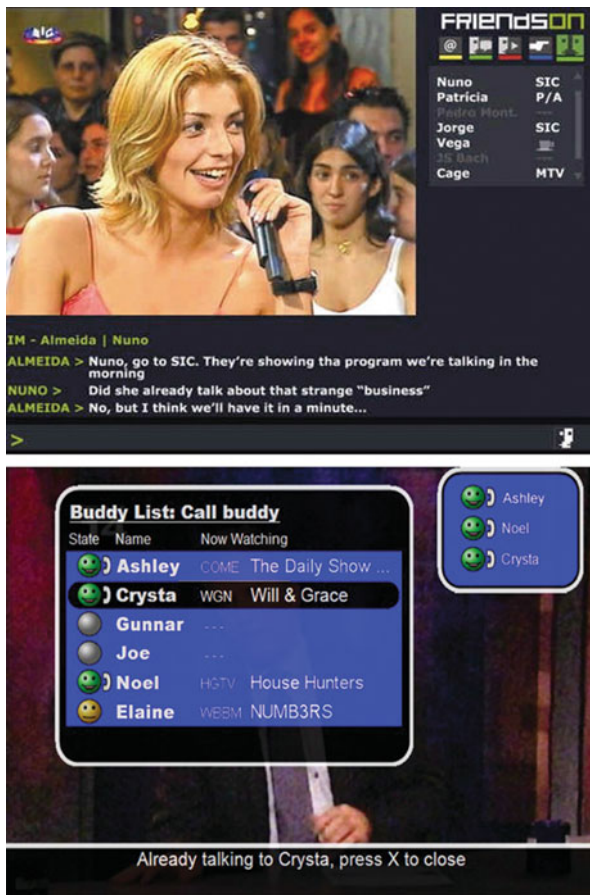 SIC
FRIENDSON
@
Nuno SIC
Patrícia P/A
Pedro Mont. ---
Jorge SIC
Vega
JS Bach ---
Cage MTV
IM - Almeida | Nuno
ALMEIDA > Nuno, go to SIC. They're showing tha program we're talking in the
morning
NUNO > Did she already talk about that strange "business"
ALMEIDA > No, but I think we'll have it in a minute...
>
Buddy List: Call buddy
State Name Now Watching
Ashley COME The Daily Show ...
Crysta WGN Will & Grace
Gunnar ---
Joe ---
Noel HGTV House Hunters
Elaine WBBM NUMB3RS
Ashley
Noel
Crysta
Already talking to Crysta, press X to close